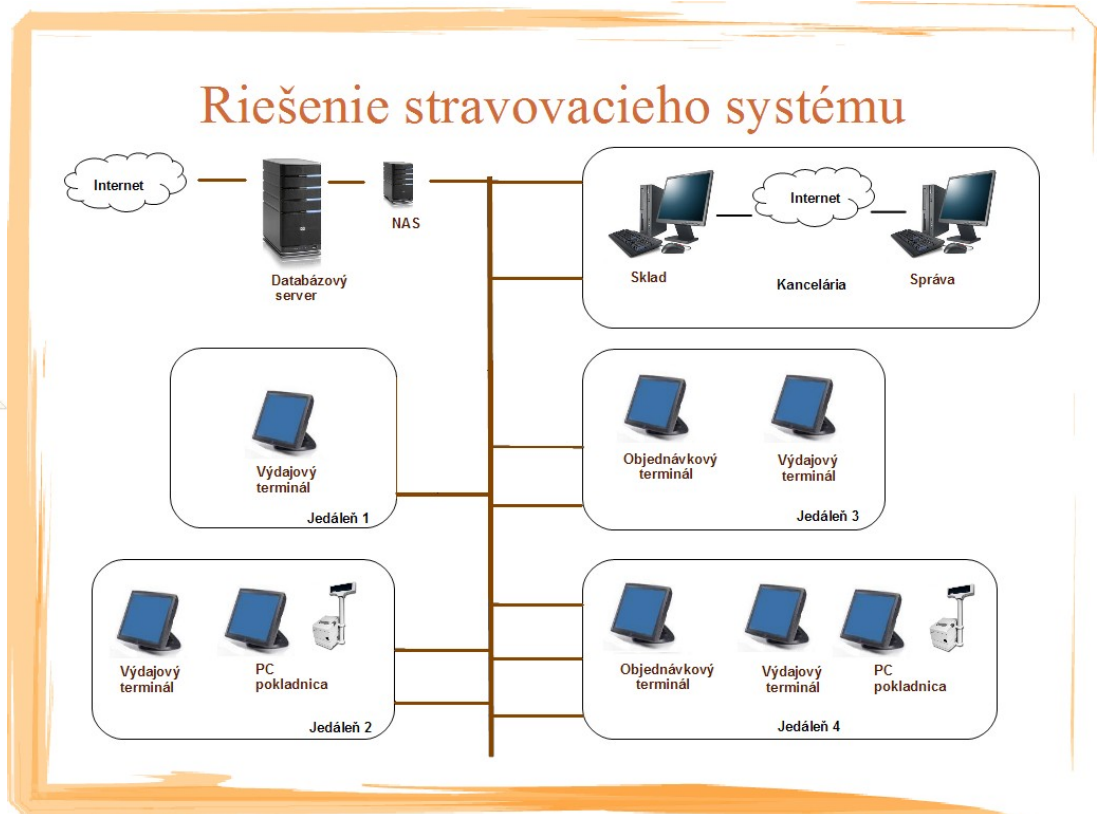 Riešenie stravovacieho systému
Internet
NAS
Databázový
server
Sklad
Internet
Kancelária
Správa
Výdajový
terminál
Jedáleň 1
Objednávkový
terminál
Výdajový
terminál
Jedáleň 3
Výdajový
terminál
PC
pokladnica
Jedáleň 2
Objednávkový
terminál
Výdajový
terminál
PC
pokladnica
Jedáleň 4